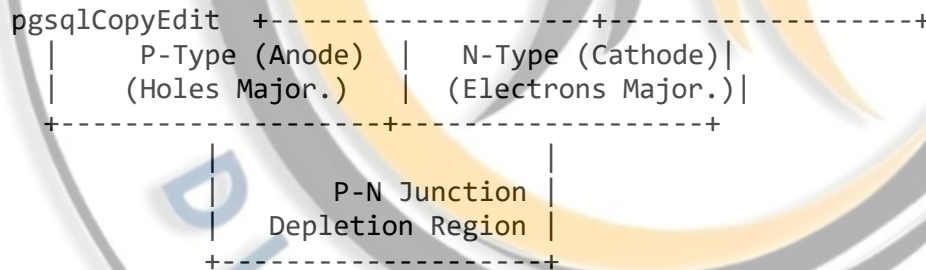 pgsqlCopyEdit  +--------------------+-------------------+
  |     P-Type (Anode)  |   N-Type (Cathode)|
  |    (Holes Major.)   |  (Electrons Major.)|
  +--------------------+-------------------+
            |                    |
            |       P-N Junction |
            |   Depletion Region |
            +--------------------+
D